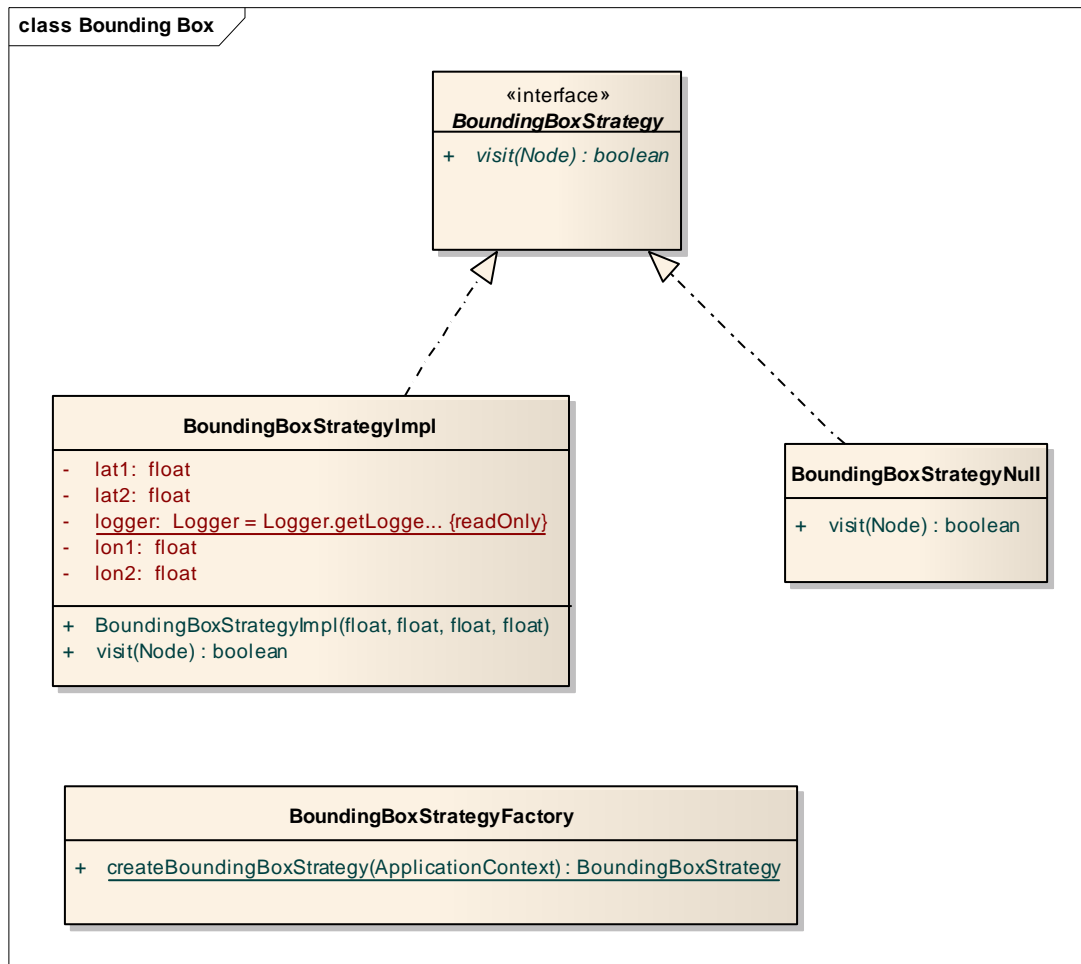 class Bounding Box
«interface»
BoundingBoxStrategy
+ visit(Node) : boolean
BoundingBoxStrategyImpl
- lat1: float
- lat2: float
- logger: Logger = Logger.getLogge... {readOnly}
- lon1: float
- lon2: float
+ BoundingBoxStrategyImpl(float, float, float, float)
+ visit(Node) : boolean
BoundingBoxStrategyNull
+ visit(Node) : boolean
BoundingBoxStrategyFactory
+ createBoundingBoxStrategy(ApplicationContext) : BoundingBoxStrategy